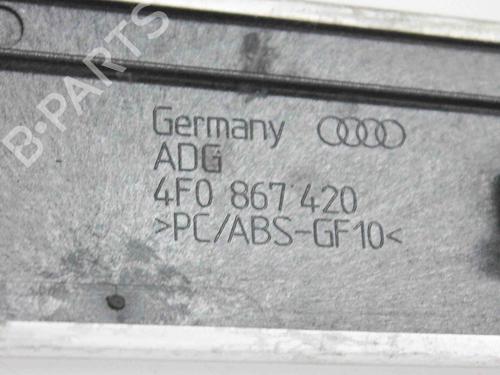 B·PARTS
Germany
ADG
4F0 867 420
>PC/ABS-GF10<